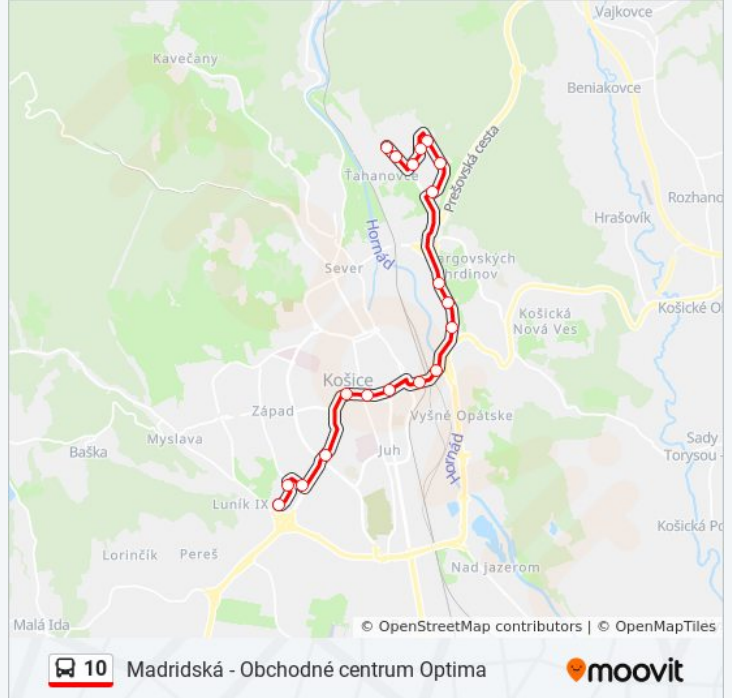 Vajkovce
Kavečany
Beniakovce
Prešovská cesta
Ťahanovce
Rozhano
Hrašovík
Hornád
argovských
hrdinov
Sever
Košická
Nová Ves
Košické O
Košice
Západ
Vyšné Opátske
Myslava
Juh
Baška
Sady
Torysou -
Hornád
Luník IX
Košická Po
Lorinčík
Pereš
Nad jazerom
Malá Ida
© OpenStreetMap contributors | © OpenMapTiles
10 Madridská - Obchodné centrum Optima
moovit